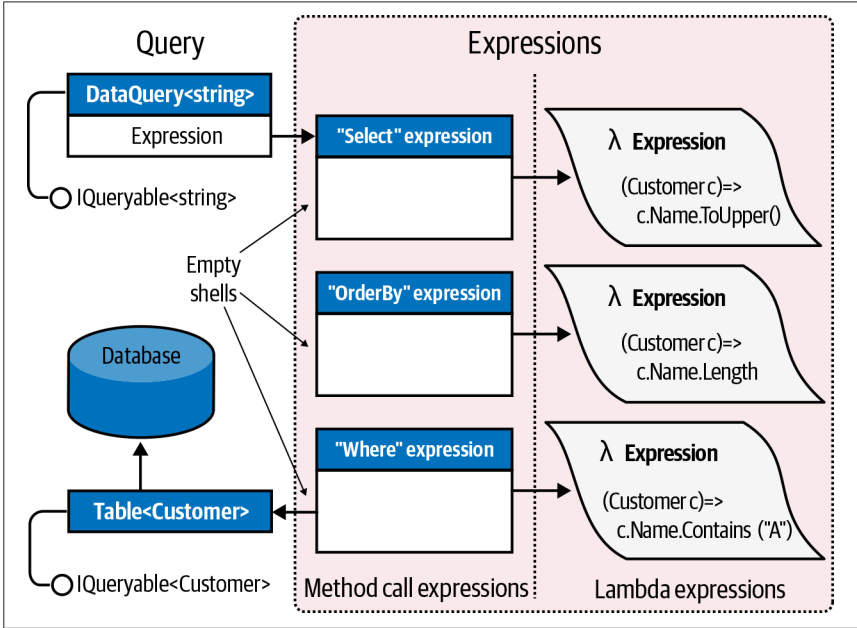 Query
Expressions
DataQuery<string>
Expression
IQueryable<string>
"Select" expression
λ Expression
(Customer c)=>
c.Name.ToUpper()
Empty
shells
"OrderBy" expression
λ Expression
(Customer c)=>
c.Name.Length
Database
"Where" expression
λ Expression
(Customer c)=>
c.Name.Contains ("A")
Table<Customer>
IQueryable<Customer>
Method call expressions
Lambda expressions